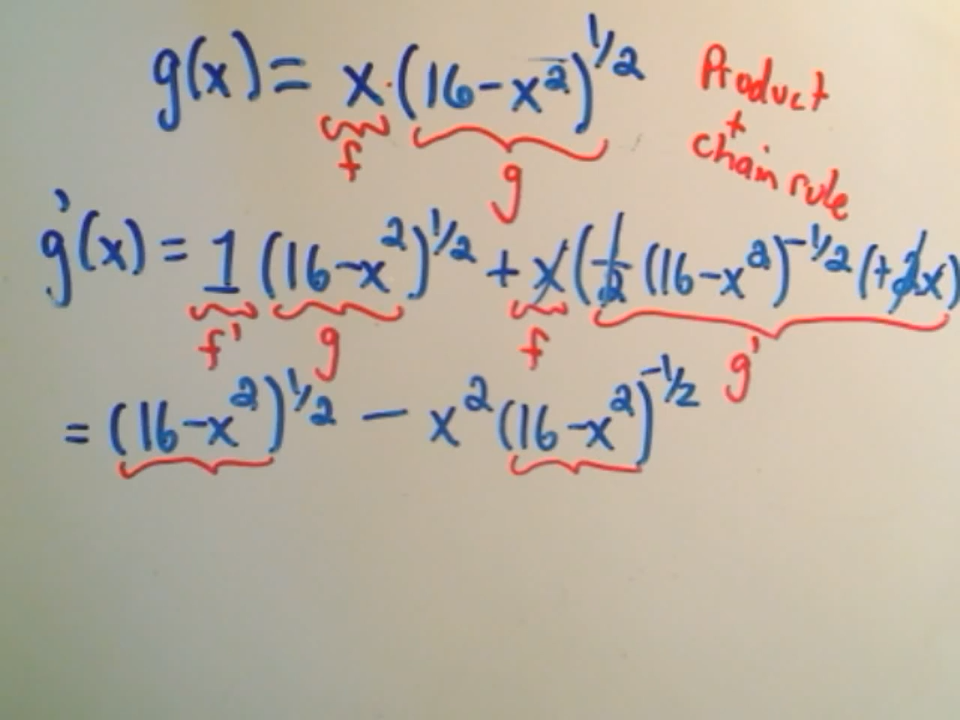 g(x) = x·(16-x²)^1/2
Product
+
chain rule
f g
g'(x) = 1 (16-x²)^1/2 + x(1/2 (16-x²)^-1/2 (+2x)
f' g f g'
= (16-x²)^1/2 - x² (16-x²)^-1/2